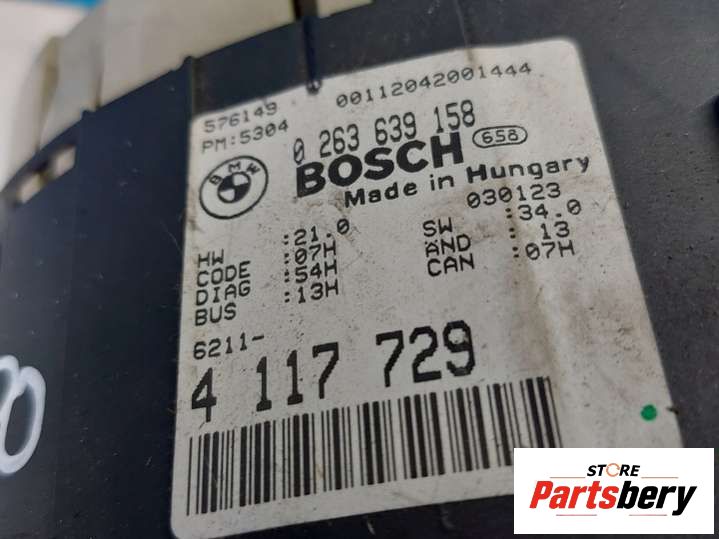 576149 00112042001444
PM:5304 0 263 639 158
BMW BOSCH 658
Made in Hungary
030123
HW :21.0 SW :34.0
CODE :07H AND : 13
DIAG :54H CAN :07H
BUS :13H
6211-
4 117 729
STORE
Partsbery